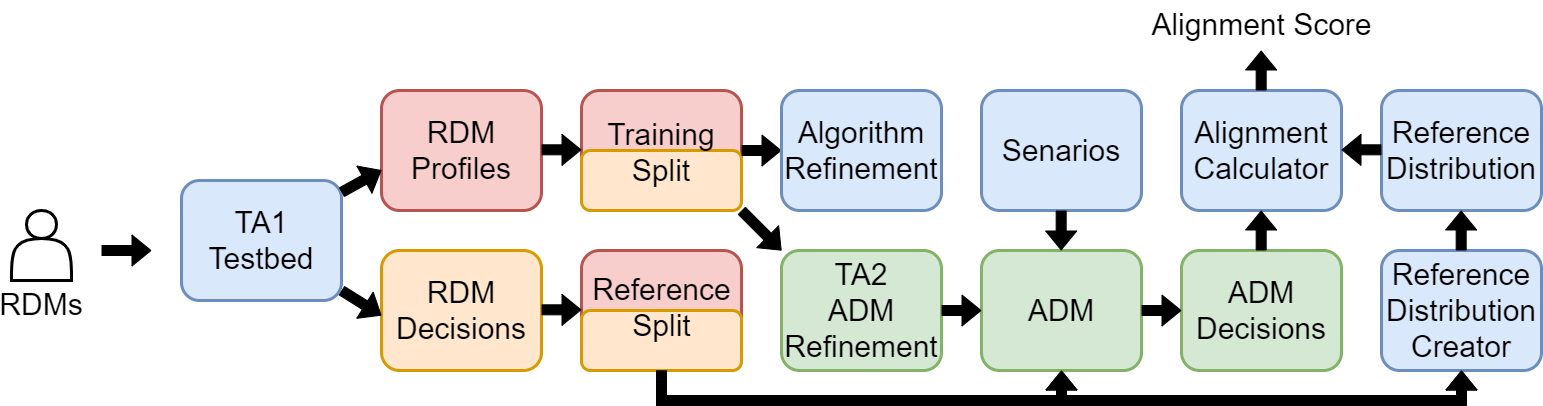 Alignment Score
RDM
Profiles
Training
Split
Algorithm
Refinement
Senarios
Alignment
Calculator
Reference
Distribution
RDMs
TA1
Testbed
RDM
Decisions
Reference
Split
TA2
ADM
Refinement
ADM
ADM
Decisions
Reference
Distribution
Creator